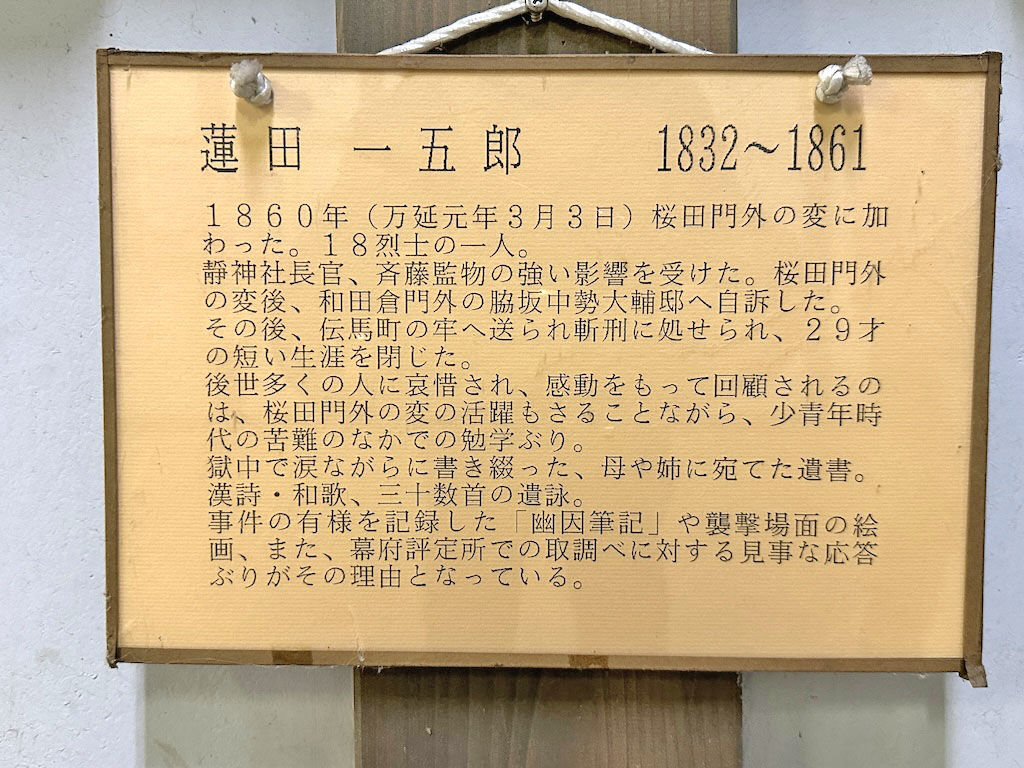 蓮田 一五郎 1832～1861
１８６０年（万延元年３月３日）桜田門外の変に加
わった。１８烈士の一人。
靜神社長官、斉藤監物の強い影響を受けた。桜田門外
の変後、和田倉門外の脇坂中勢大輔邸へ自訴した。
その後、伝馬町の牢へ送られ斬刑に処せられ、２９才
の短い生涯を閉じた。
後世多くの人に哀惜され、感動をもって回顧されるの
は、桜田門外の変の活躍もさることながら、少青年時
代の苦難のなかでの勉学ぶり。
獄中で涙ながらに書き綴った、母や姉に宛てた遺書。
漢詩・和歌、三十数首の遺詠。
事件の有様を記録した「幽因筆記」や襲撃場面の絵
画、また、幕府評定所での取調べに対する見事な応答
ぶりがその理由となっている。